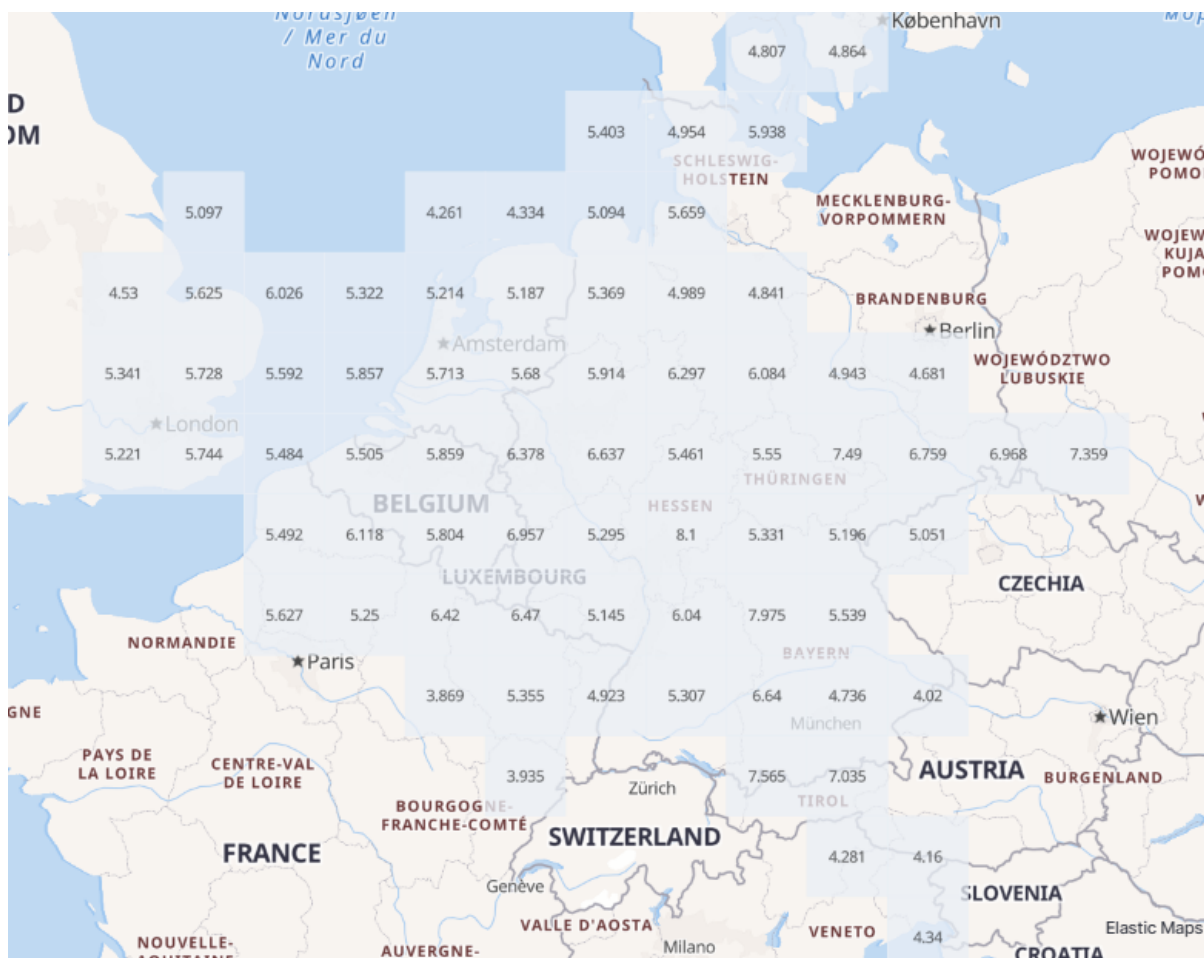 Nordsjøen
/ Mer du
Nord
København
4.807 4.864
D
OM
5.403 4.954 5.938
SCHLESWIG-
HOLSTEIN
WOJEWÓ
POMO
MECKLENBURG-
VORPOMMERN
5.097 4.261 4.334 5.094 5.659
WOJEW
KUJA
POMO
4.53 5.625 6.026 5.322 5.214 5.187 5.369 4.989 4.841
BRANDENBURG
Berlin
Amsterdam
WOJEWÓDZTWO
LUBUSKIE
5.341 5.728 5.592 5.857 5.713 5.68 5.914 6.297 6.084 4.943 4.681
London
5.221 5.744 5.484 5.505 5.859 6.378 6.637 5.461 5.55 7.49 6.759 6.968 7.359
THÜRINGEN
BELGIUM
HESSEN
5.492 6.118 5.804 6.957 5.295 8.1 5.331 5.196 5.051
LUXEMBOURG
CZECHIA
5.627 5.25 6.42 6.47 5.145 6.04 7.975 5.539
NORMANDIE
BAYERN
Paris
3.869 5.355 4.923 5.307 6.64 4.736 4.02
GNE
München
Wien
PAYS DE
LA LOIRE
CENTRE-VAL
DE LOIRE
3.935 7.565 7.035
AUSTRIA
BURGENLAND
Zürich
TIROL
BOURGOGNE-
FRANCHE-COMTÉ
SWITZERLAND
FRANCE
4.281 4.16
Genève
SLOVENIA
VALLE D'AOSTA
VENETO
4.34
Elastic Maps
NOUVELLE-
AUVERGNE-
Milano
CROATIA